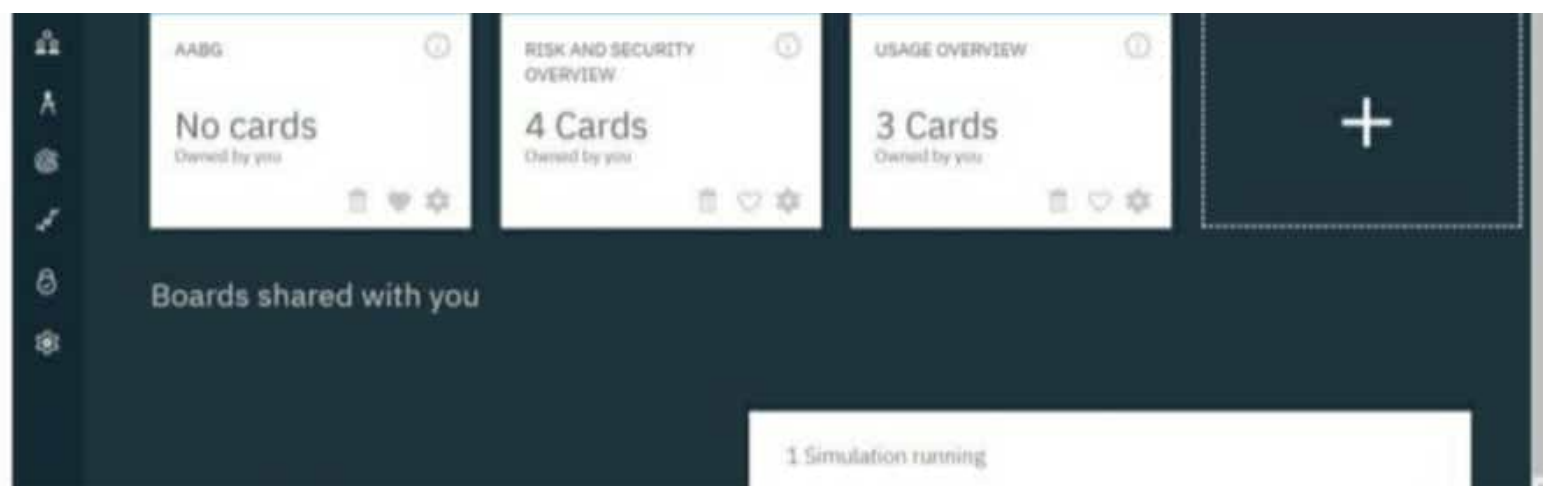 AABG
No cards
Owned by you
RISK AND SECURITY
OVERVIEW
4 Cards
Owned by you
USAGE OVERVIEW
3 Cards
Owned by you
Boards shared with you
1 Simulation running